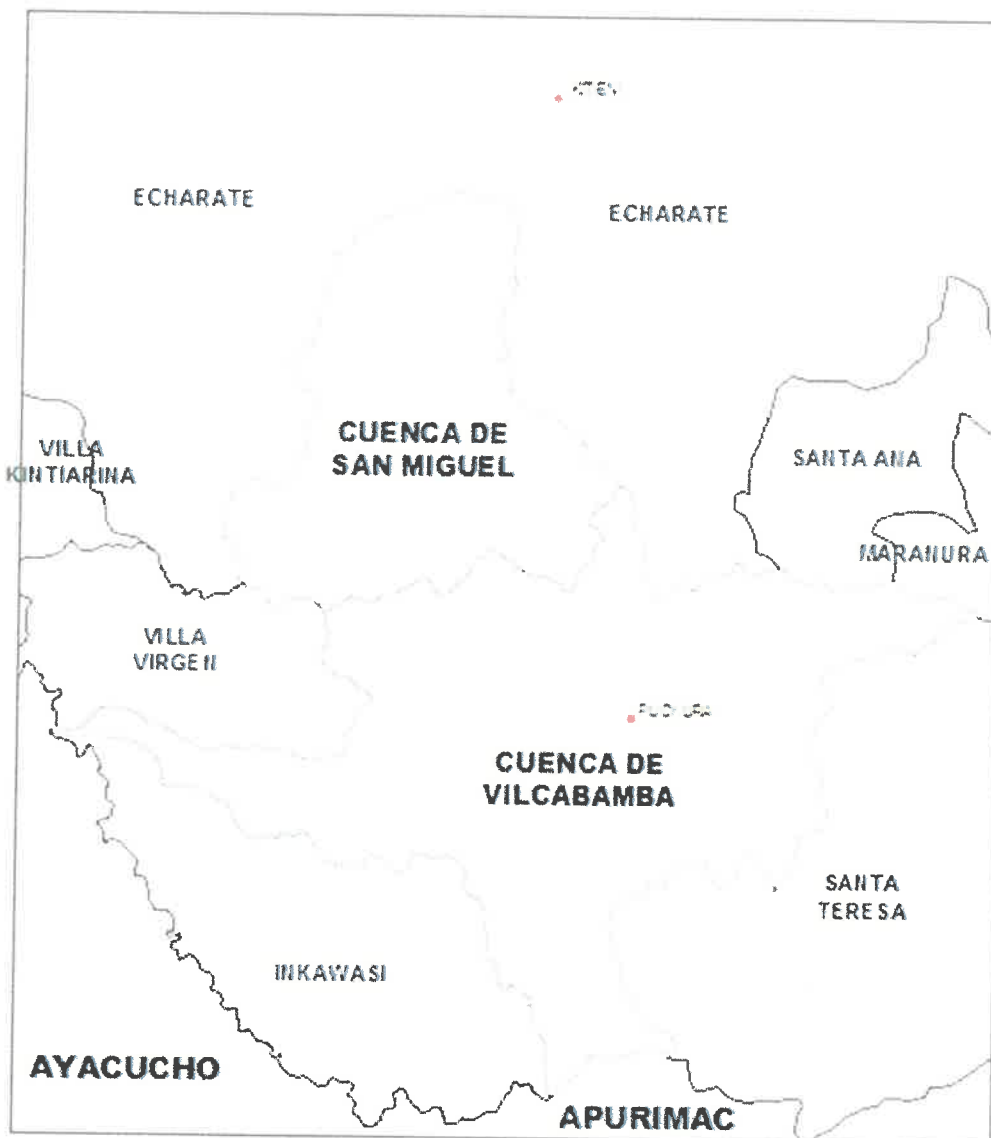 ECHARATE
ECHARATE
VILLA
KINTIARINA
CUENCA DE
SAN MIGUEL
SANTA ANA
MARANURA
VILLA
VIRGEN
CUENCA DE
VILCABAMBA
SANTA
TERESA
INKAWASI
AYACUCHO
APURIMAC